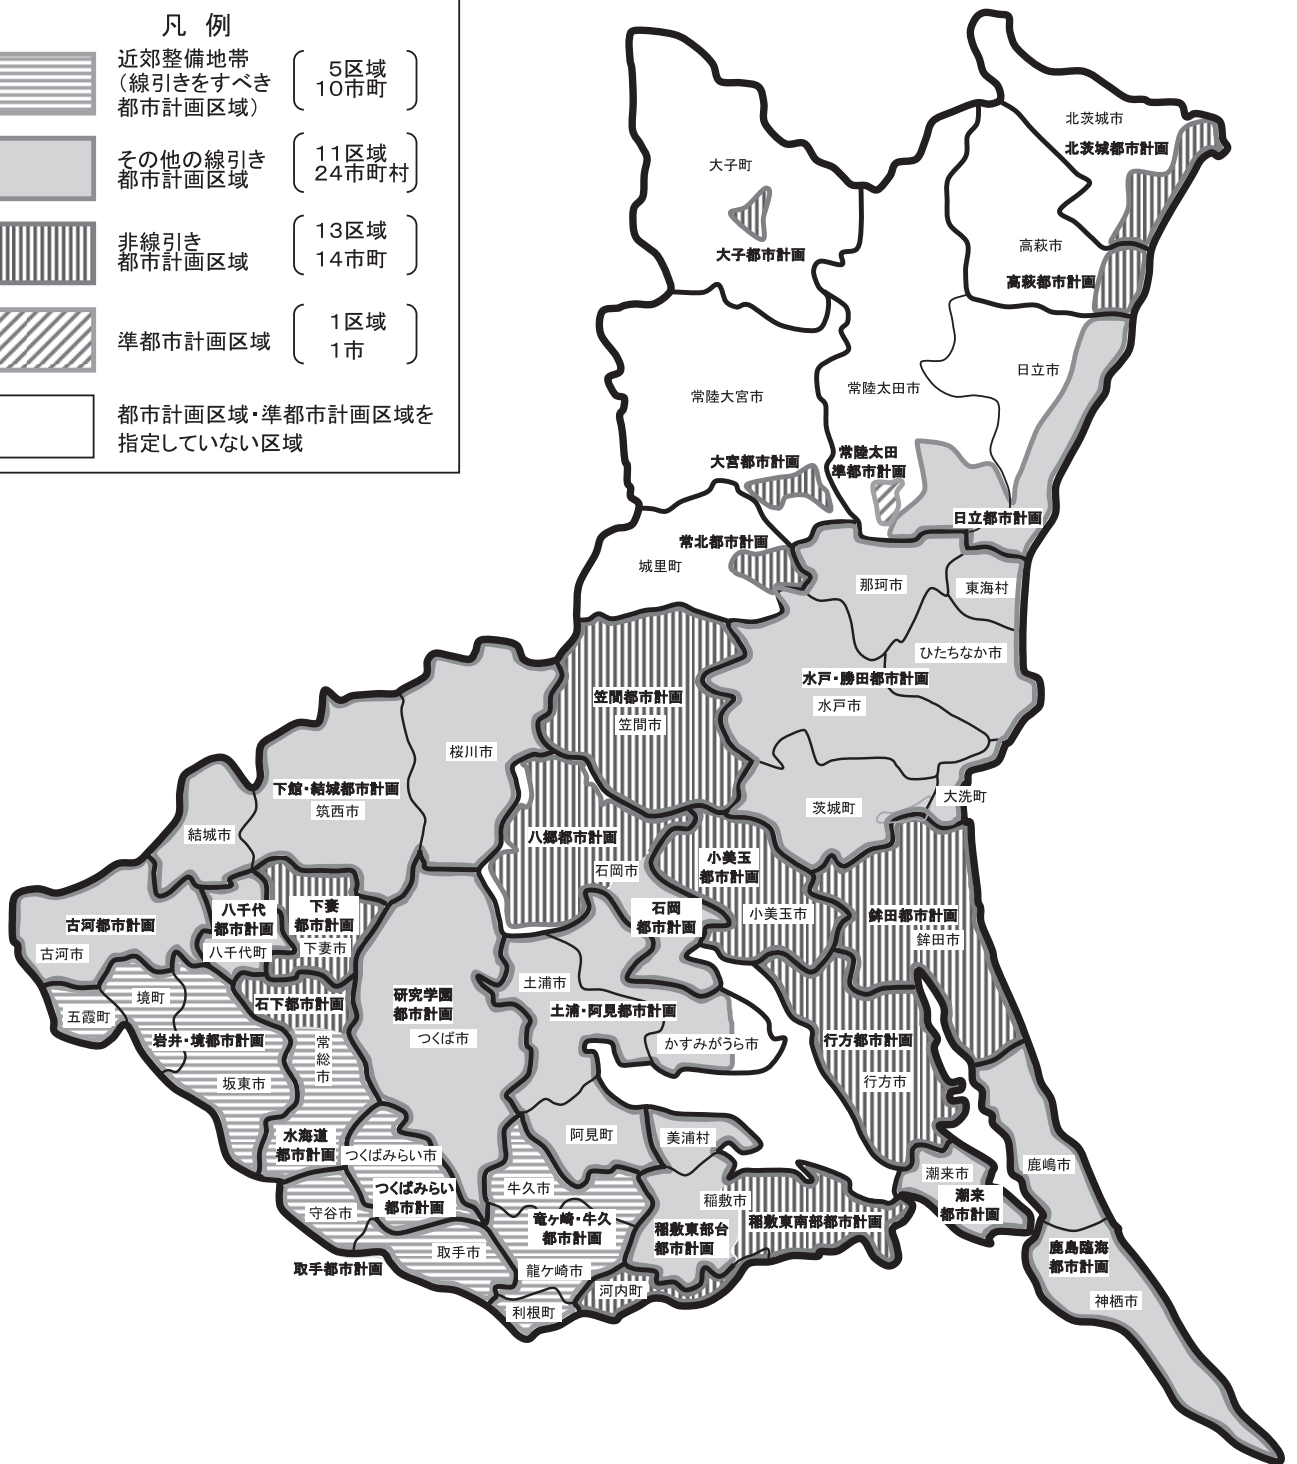 凡 例
近郊整備地帯
（線引きをすべき
都市計画区域）
5区域
10市町
その他の線引き
都市計画区域
11区域
24市町村
非線引き
都市計画区域
13区域
14市町
準都市計画区域
1区域
1市
都市計画区域・準都市計画区域を
指定していない区域
北茨城市
北茨城都市計画
大子町
大子都市計画
高萩市
高萩都市計画
日立市
常陸太田市
常陸大宮市
常陸太田
準都市計画
大宮都市計画
日立都市計画
常北都市計画
城里町
那珂市
東海村
ひたちなか市
水戸・勝田都市計画
水戸市
笠間都市計画
笠間市
桜川市
下館・結城都市計画
筑西市
結城市
茨城町
大洗町
八郷都市計画
石岡市
小美玉
都市計画
小美玉市
石岡
都市計画
鉾田都市計画
鉾田市
古河都市計画
古河市
八千代
都市計画
八千代町
下妻
都市計画
下妻市
研究学園
都市計画
つくば市
土浦市
土浦・阿見都市計画
かすみがうら市
石下都市計画
境町
五霞町
岩井・境都市計画
坂東市
常総市
行方都市計画
行方市
水海道
都市計画
つくばみらい市
つくばみらい
都市計画
阿見町
美浦村
守谷市
取手市
取手都市計画
牛久市
竜ヶ崎・牛久
都市計画
龍ケ崎市
利根町
河内町
稲敷市
稲敷東部台
都市計画
稲敷東南部都市計画
潮来市
潮来
都市計画
鹿嶋市
鹿島臨海
都市計画
神栖市